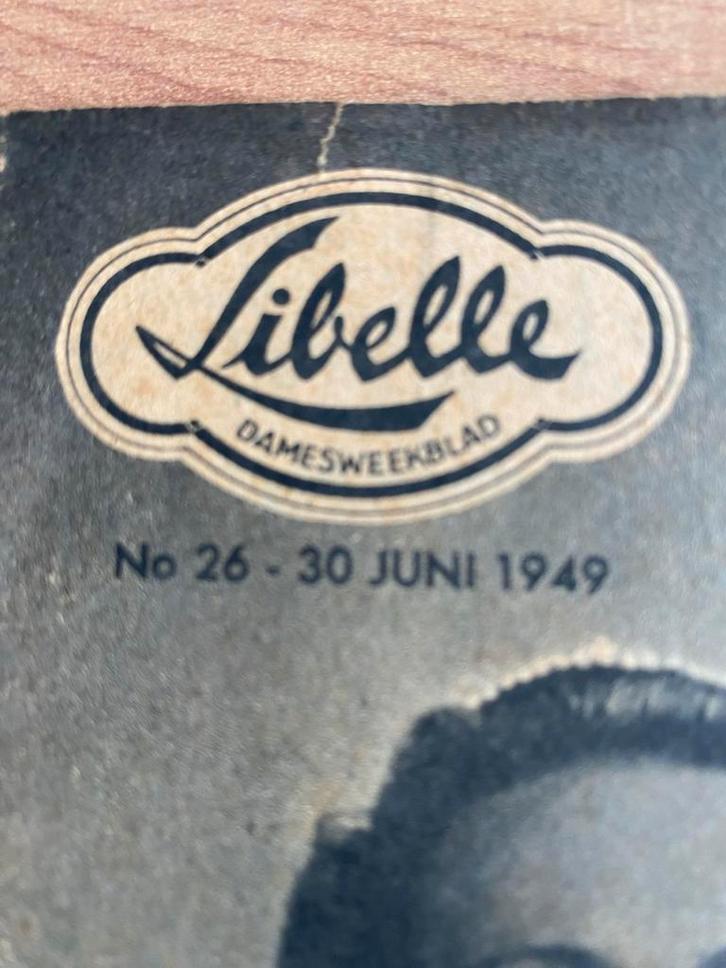 Libelle
DAMESWEEKBLAD
No 26 - 30 JUNI 1949